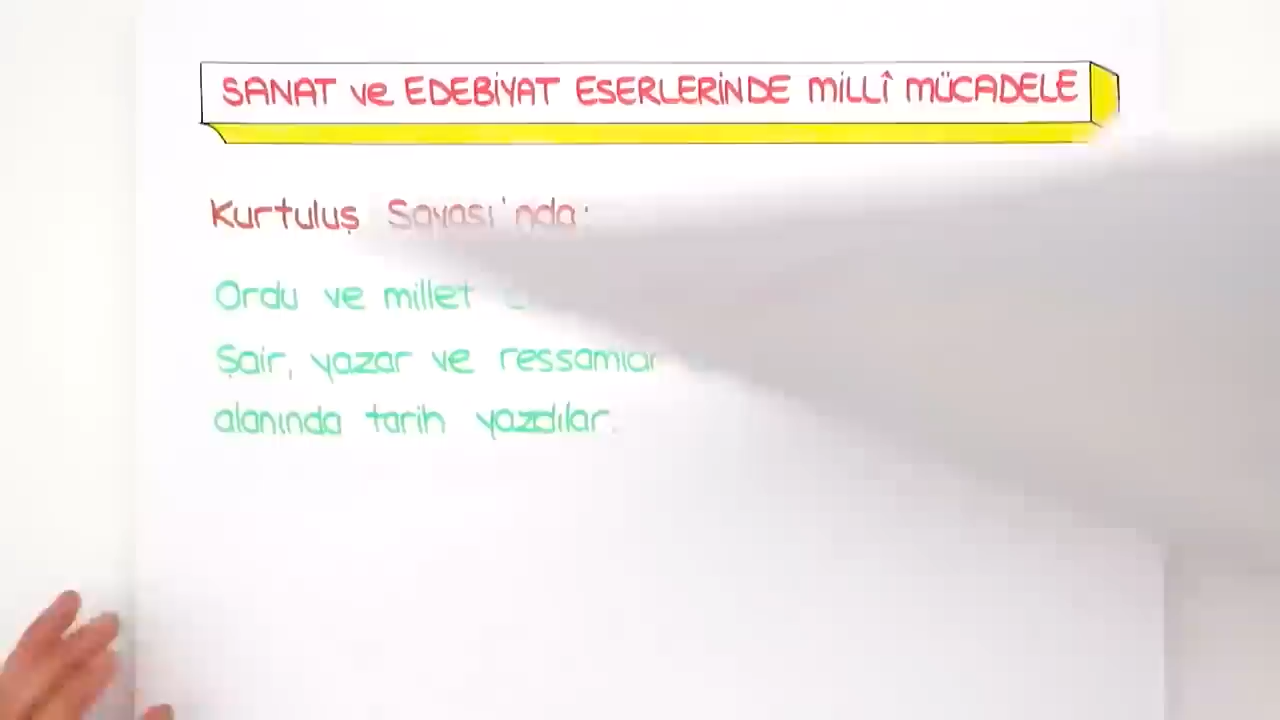 SANAT ve EDEBİYAT ESERLERİNDE MİLLÎ MÜCADELE
Kurtuluş Savaşı'nda;
Ordu ve millet
Şair, yazar ve ressamlar
alanında tarih yazdılar.